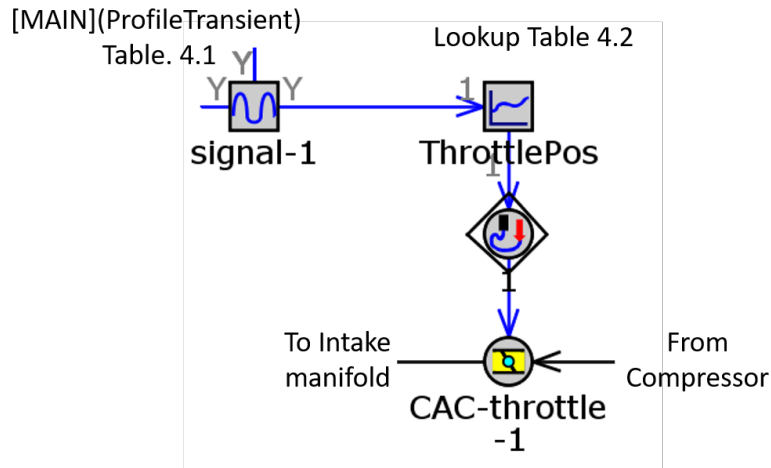 [MAIN](ProfileTransient)
Table. 4.1
Lookup Table 4.2
Y
Y
Y
1
signal-1
ThrottlePos
1
1
To Intake
manifold
From
Compressor
CAC-throttle
-1